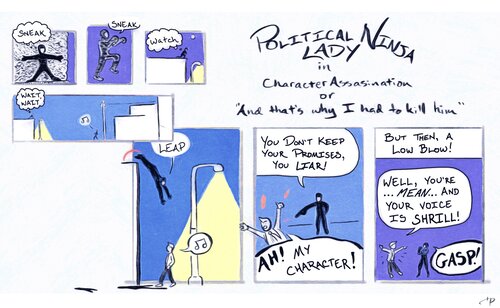 SNEAK
SNEAK
Watch
POLITICAL NINJA
LADY
in
Character Assasination
or
"And that's why I had to kill him"
WAIT,
WAIT
LEAP
YOU DON'T KEEP
YOUR PROMISES,
YOU LIAR!
AH! MY
CHARACTER!
BUT THEN, A
LOW BLOW!
WELL, YOU'RE
... MEAN... AND
YOUR VOICE
IS SHRILL!
GASP!